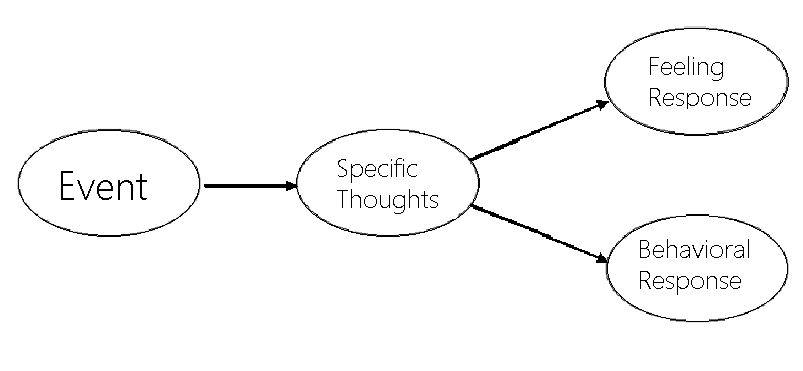 Event
Specific
Thoughts
Feeling
Response
Behavioral
Response